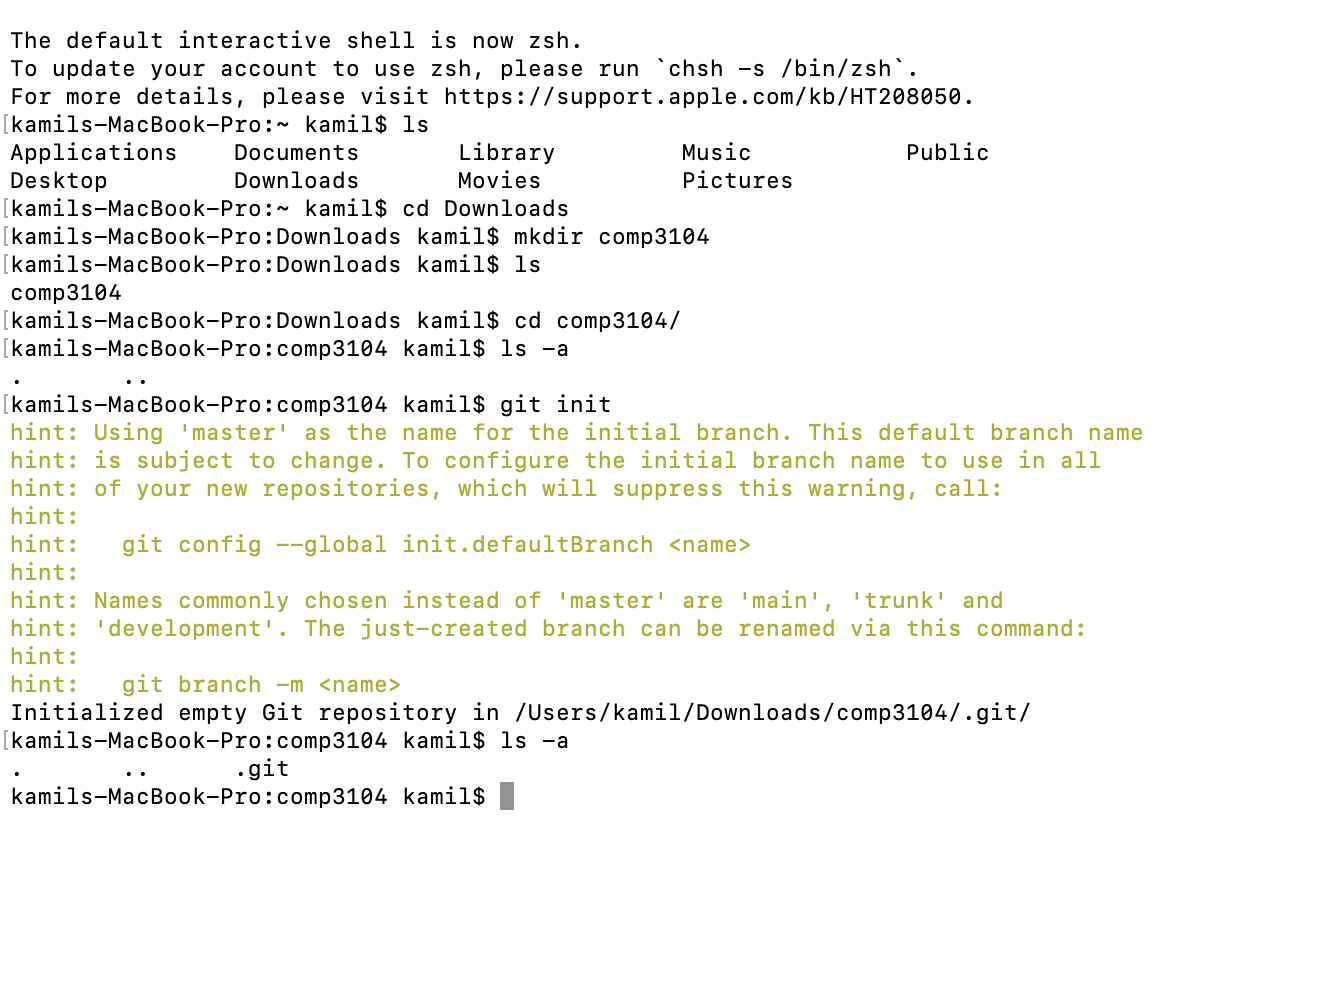 The default interactive shell is now zsh.
To update your account to use zsh, please run `chsh -s /bin/zsh`.
For more details, please visit https://support.apple.com/kb/HT208050.
[kamils-MacBook-Pro:~ kamil$ ls
Applications    Documents       Library         Music           Public
Desktop         Downloads       Movies          Pictures
[kamils-MacBook-Pro:~ kamil$ cd Downloads
[kamils-MacBook-Pro:Downloads kamil$ mkdir comp3104
[kamils-MacBook-Pro:Downloads kamil$ ls
comp3104
[kamils-MacBook-Pro:Downloads kamil$ cd comp3104/
[kamils-MacBook-Pro:comp3104 kamil$ ls -a
.       ..
[kamils-MacBook-Pro:comp3104 kamil$ git init
hint: Using 'master' as the name for the initial branch. This default branch name
hint: is subject to change. To configure the initial branch name to use in all
hint: of your new repositories, which will suppress this warning, call:
hint:
hint:   git config --global init.defaultBranch <name>
hint:
hint: Names commonly chosen instead of 'master' are 'main', 'trunk' and
hint: 'development'. The just-created branch can be renamed via this command:
hint:
hint:   git branch -m <name>
Initialized empty Git repository in /Users/kamil/Downloads/comp3104/.git/
[kamils-MacBook-Pro:comp3104 kamil$ ls -a
.       ..      .git
kamils-MacBook-Pro:comp3104 kamil$